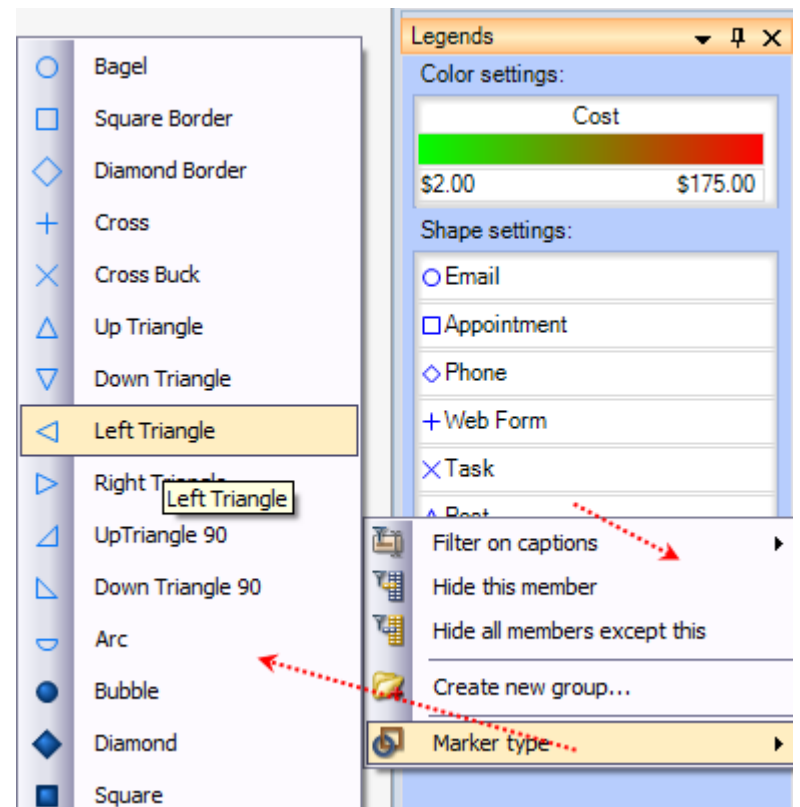 Bagel
Square Border
Diamond Border
Cross
Cross Buck
Up Triangle
Down Triangle
Left Triangle
Right Triangle
Left Triangle
UpTriangle 90
Down Triangle 90
Arc
Bubble
Diamond
Square
Legends
Color settings:
Cost
$2.00 $175.00
Shape settings:
Email
Appointment
Phone
Web Form
Task
Filter on captions
Hide this member
Hide all members except this
Create new group...
Marker type